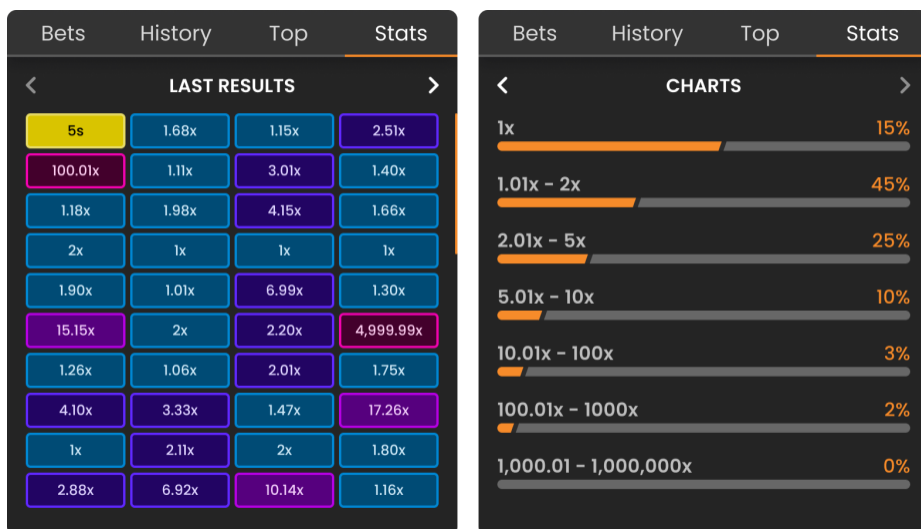 Bets History Top Stats
LAST RESULTS
5s 1.68x 1.15x 2.51x
100.01x 1.11x 3.01x 1.40x
1.18x 1.98x 4.15x 1.66x
2x 1x 1x 1x
1.90x 1.01x 6.99x 1.30x
15.15x 2x 2.20x 4,999.99x
1.26x 1.06x 2.01x 1.75x
4.10x 3.33x 1.47x 17.26x
1x 2.11x 2x 1.80x
2.88x 6.92x 10.14x 1.16x
Bets History Top Stats
CHARTS
1x 15%
1.01x - 2x 45%
2.01x - 5x 25%
5.01x - 10x 10%
10.01x - 100x 3%
100.01x - 1000x 2%
1,000.01 - 1,000,000x 0%